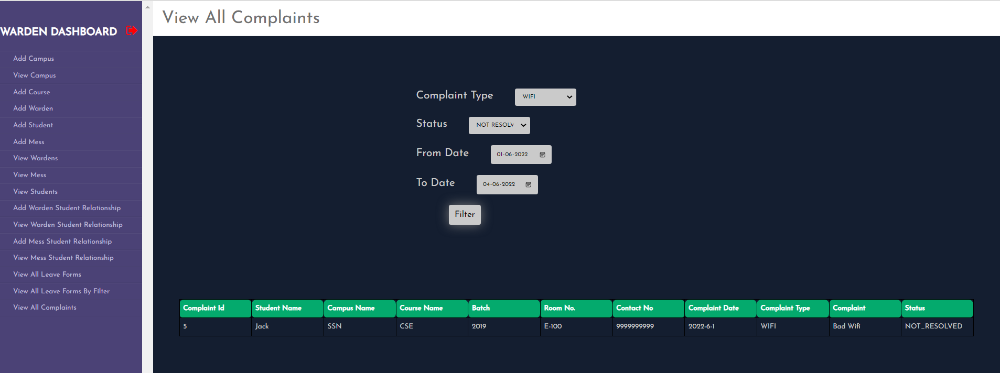 View All Complaints
WARDEN DASHBOARD
Add Campus
View Campus
Add Course
Add Warden
Add Student
Add Mess
View Wardens
View Mess
View Students
Add Warden Student Relationship
View Warden Student Relationship
Add Mess Student Relationship
View Mess Student Relationship
View All Leave Forms
View All Leave Forms By Filter
View All Complaints
Complaint Type WIFI
Status NOT RESOLV
From Date 01-06-2022
To Date 04-06-2022
Filter
Complaint Id Student Name Campus Name Course Name Batch Room No. Contact No Complaint Date Complaint Type Complaint Status
5 Jack SSN CSE 2019 E-100 9999999999 2022-6-1 WIFI Bad Wifi NOT_RESOLVED